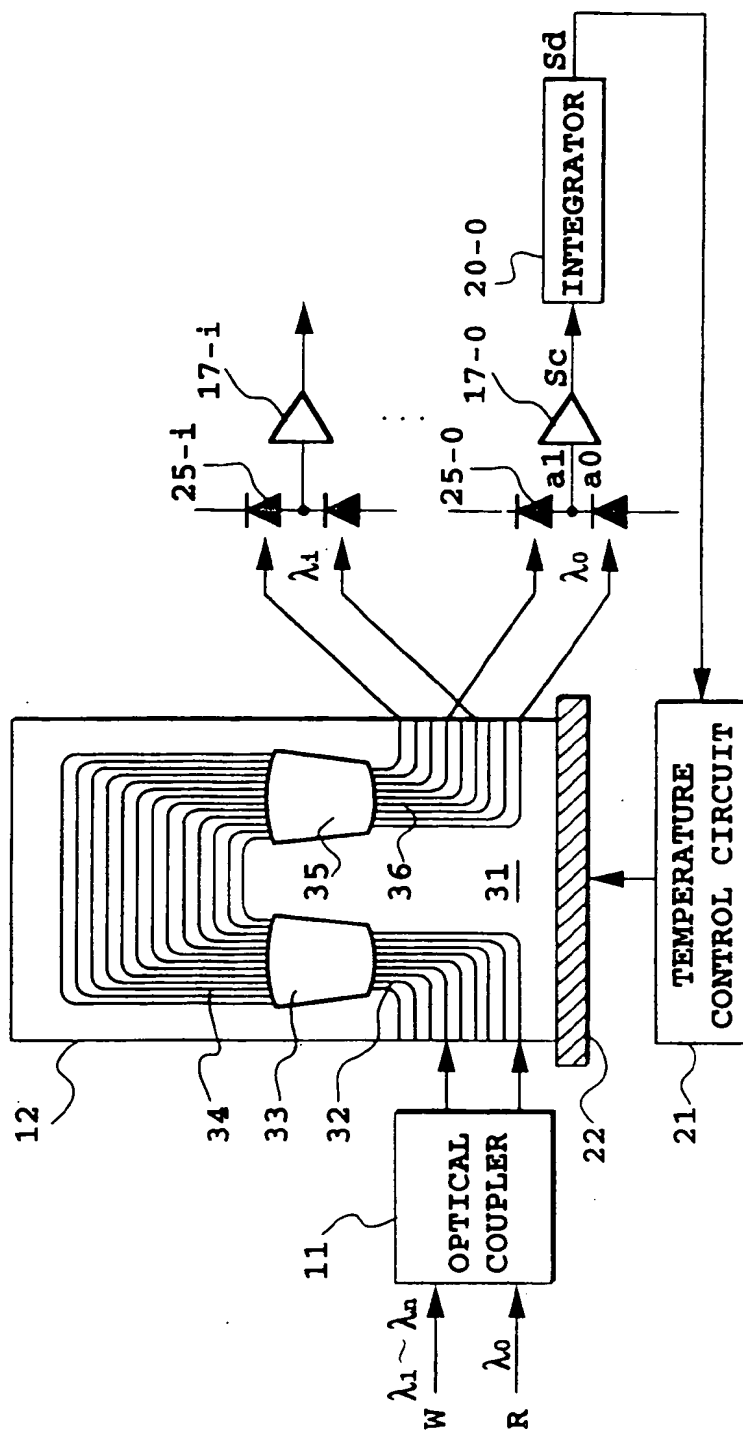 12
34
33
32
11
OPTICAL
COUPLER
λ1 ~ λn
W
λ0
R
35
36
31
22
21
TEMPERATURE
CONTROL CIRCUIT
25-i
17-i
λi
. . .
25-0
17-0
λ0
a1
a0
Sc
20-0
INTEGRATOR
Sd